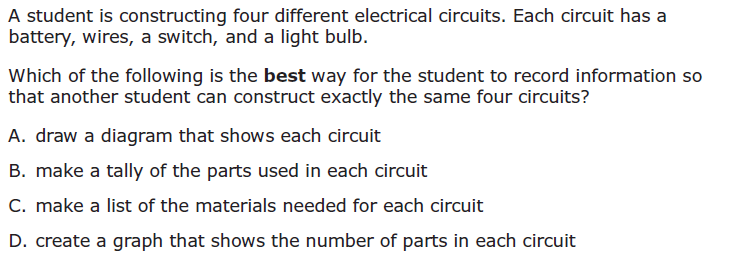 A student is constructing four different electrical circuits. Each circuit has a
battery, wires, a switch, and a light bulb.
Which of the following is the best way for the student to record information so
that another student can construct exactly the same four circuits?
A. draw a diagram that shows each circuit
B. make a tally of the parts used in each circuit
C. make a list of the materials needed for each circuit
D. create a graph that shows the number of parts in each circuit